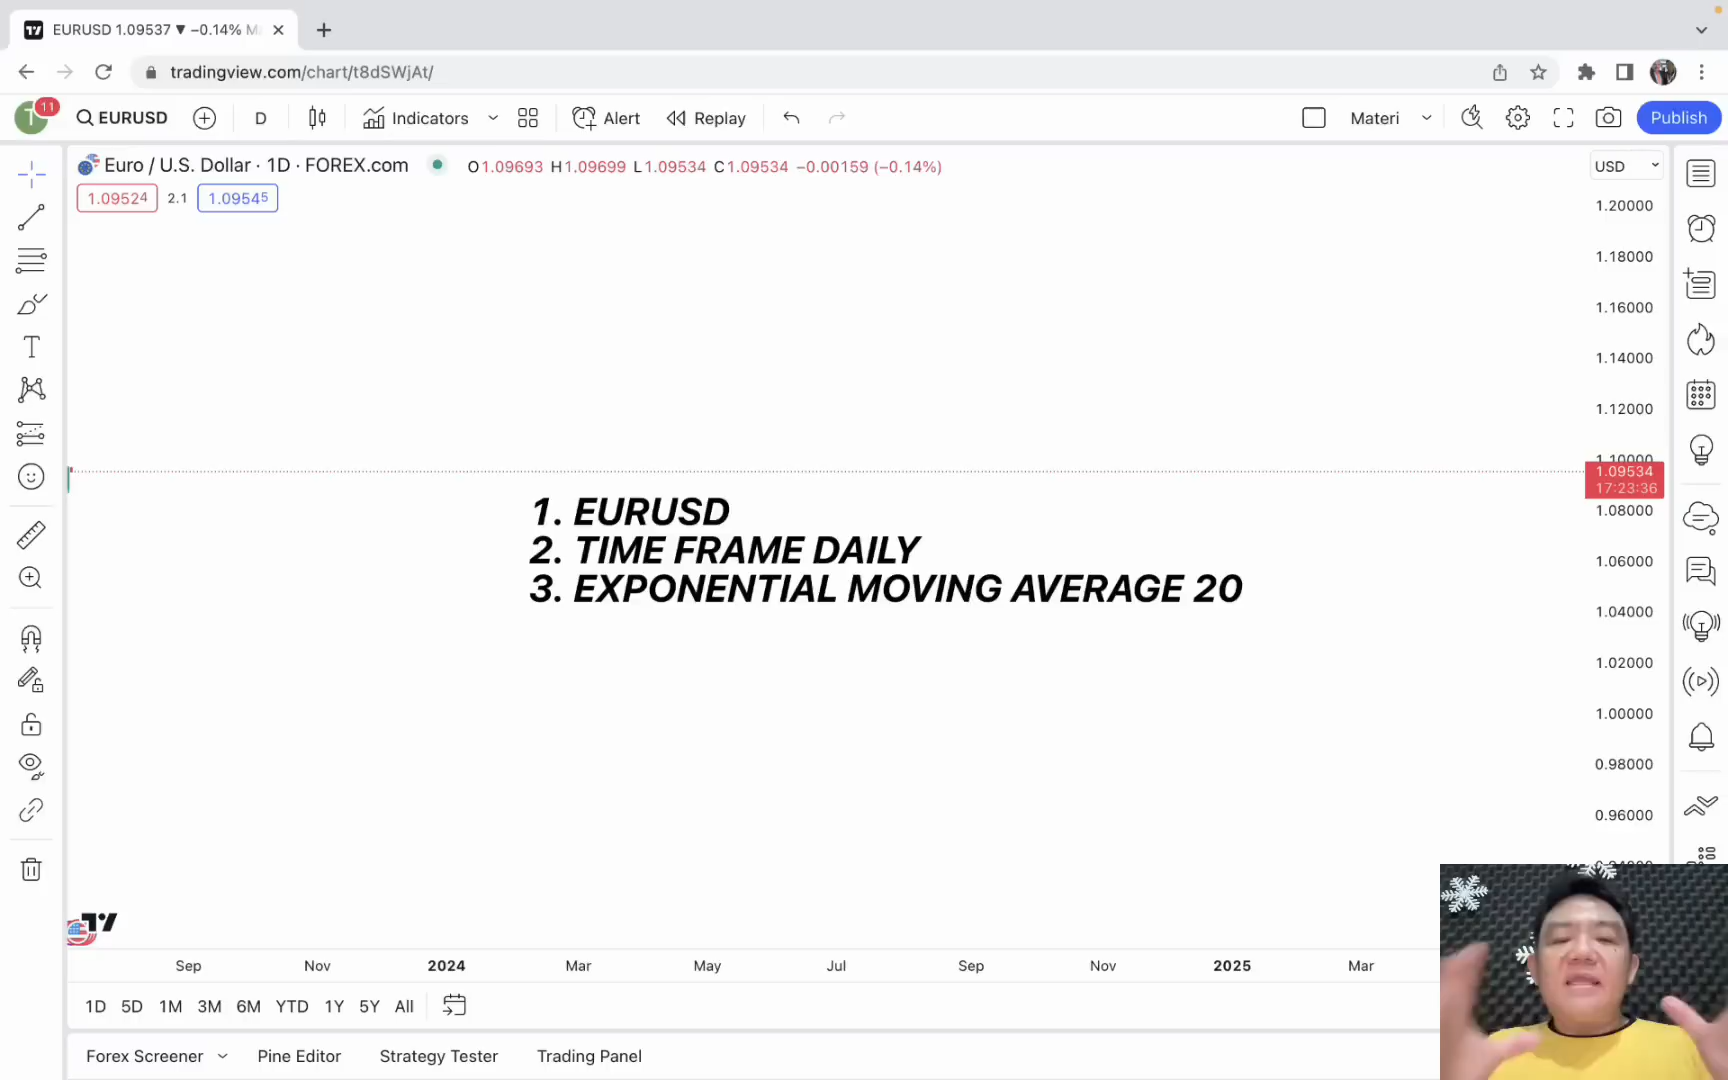 EURUSD 1.09537 ▼ −0.14%
tradingview.com/chart/t8dSWjAt/
T 11 EURUSD D Indicators Alert Replay Materi Publish
Euro / U.S. Dollar · 1D · FOREX.com O1.09693 H1.09699 L1.09534 C1.09534 −0.00159 (−0.14%) USD
1.09524 2.1 1.09545
1.20000
1.18000
1.16000
1.14000
1.12000
1.10000
1.09534
17:23:36
1.08000
1.06000
1.04000
1.02000
1.00000
0.98000
0.96000
1. EURUSD
2. TIME FRAME DAILY
3. EXPONENTIAL MOVING AVERAGE 20
Sep Nov 2024 Mar May Jul Sep Nov 2025 Mar
1D 5D 1M 3M 6M YTD 1Y 5Y All
Forex Screener Pine Editor Strategy Tester Trading Panel